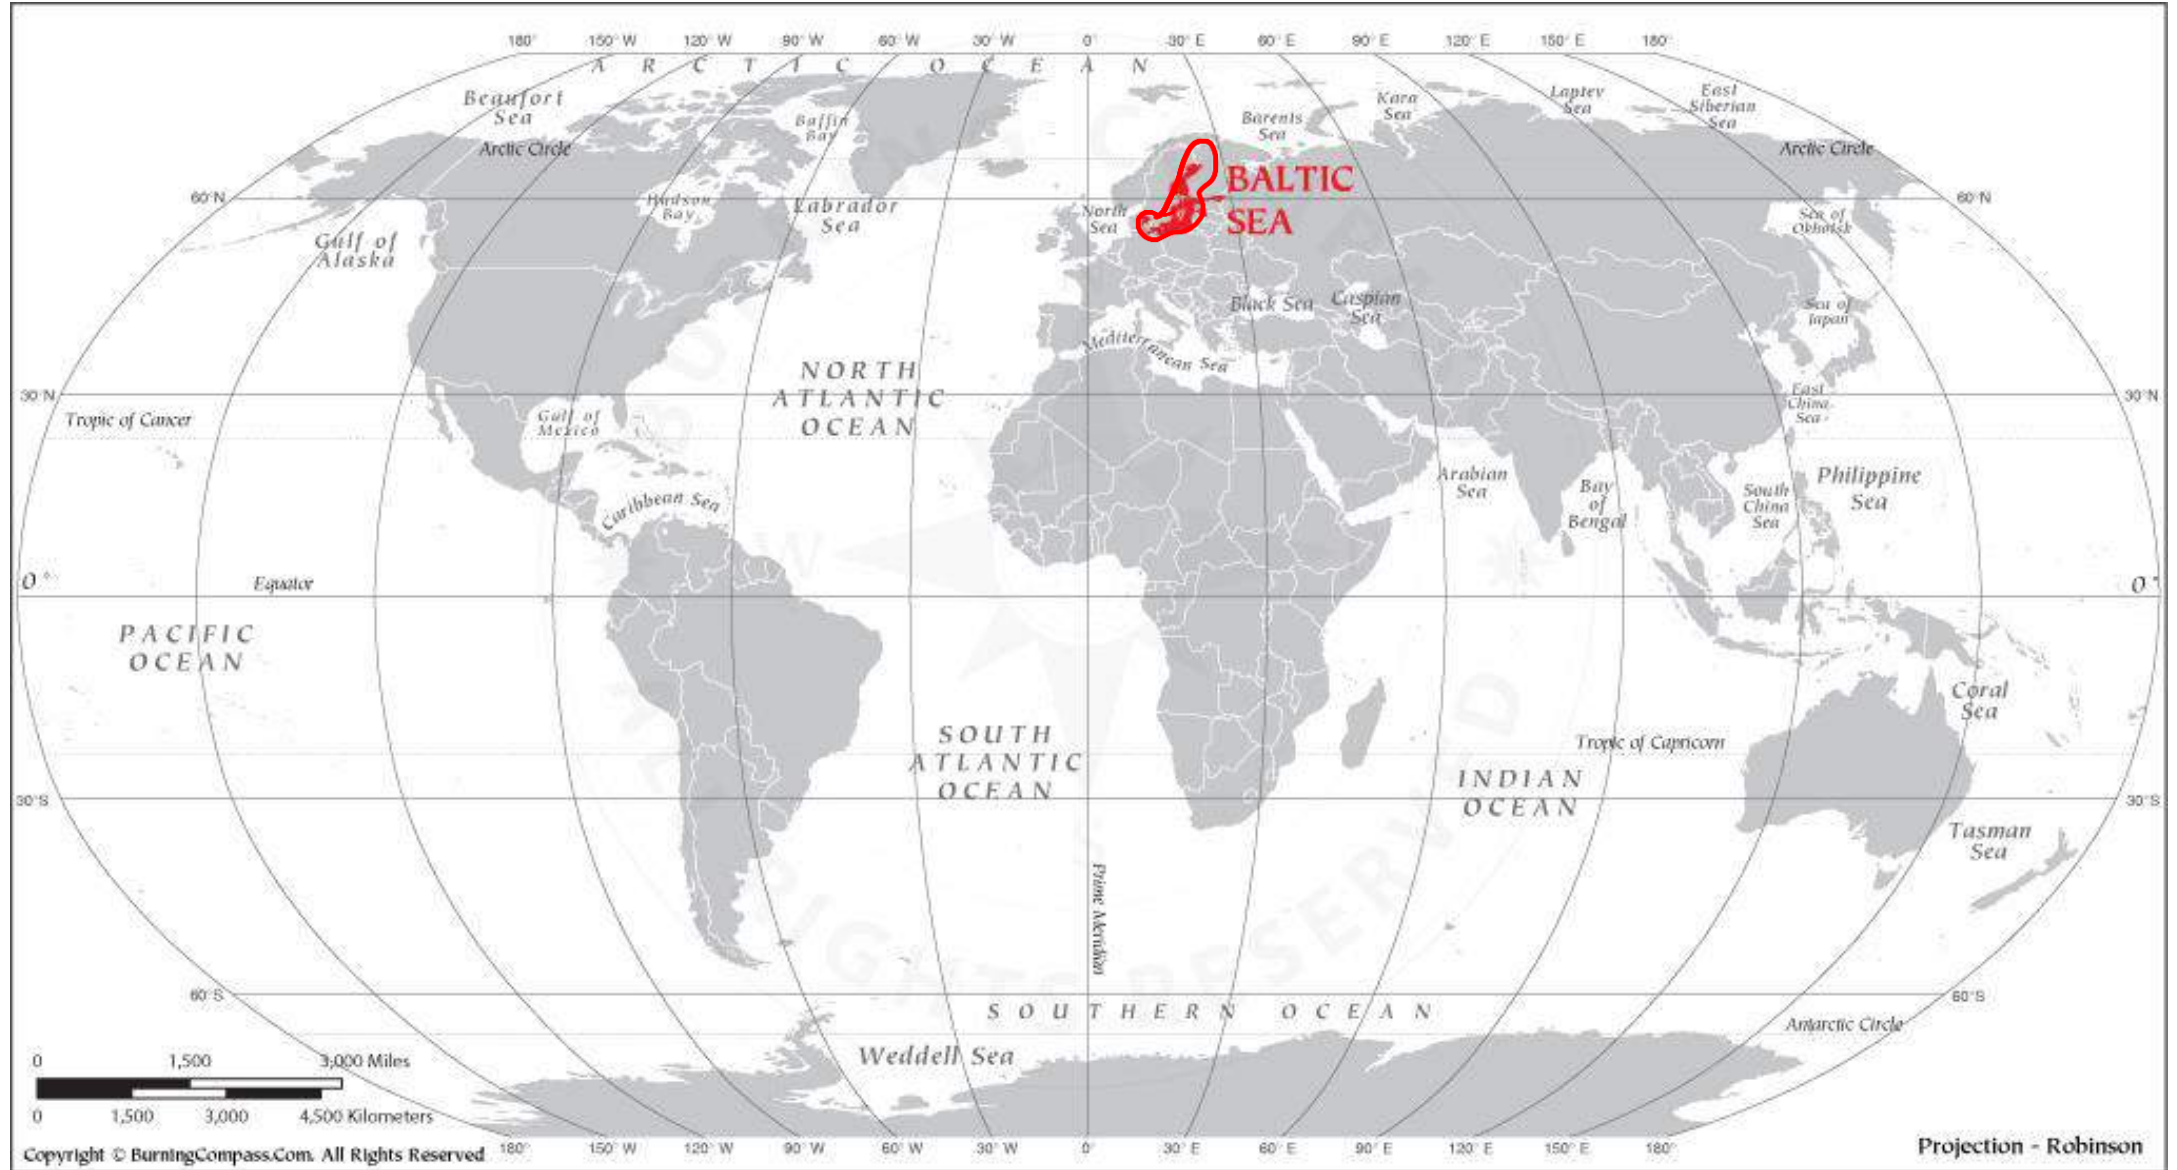 180° 150° W 120° W 90° W 60° W 30° W 0° 30° E 60° E 90° E 120° E 150° E 180°
ARCTIC OCEAN
Beaufort
Sea
Baffin
Bay
Barents
Sea
Kara
Sea
Laptev
Sea
East
Siberian
Sea
Arctic Circle
Arctic Circle
BALTIC
SEA
60°N
60°N
Hudson
Bay
Labrador
Sea
North
Sea
Sea of
Okhotsk
Gulf of
Alaska
Black Sea
Caspian
Sea
Sea of
Japan
Mediterranean Sea
NORTH
ATLANTIC
OCEAN
30°N
30°N
East
China
Sea
Tropic of Cancer
Gulf of
Mexico
Arabian
Sea
Bay
of
Bengal
South
China
Sea
Philippine
Sea
Caribbean Sea
0°
Equator
0°
PACIFIC
OCEAN
Coral
Sea
SOUTH
ATLANTIC
OCEAN
Tropic of Capricorn
INDIAN
OCEAN
30°S
30°S
Tasman
Sea
Prime Meridian
60°S
60°S
SOUTHERN OCEAN
Antarctic Circle
Weddell Sea
0 1,500 3,000 Miles
0 1,500 3,000 4,500 Kilometers
180° 150° W 120° W 90° W 60° W 30° W 0° 30° E 60° E 90° E 120° E 150° E 180°
Copyright © BurningCompass.Com. All Rights Reserved
Projection - Robinson